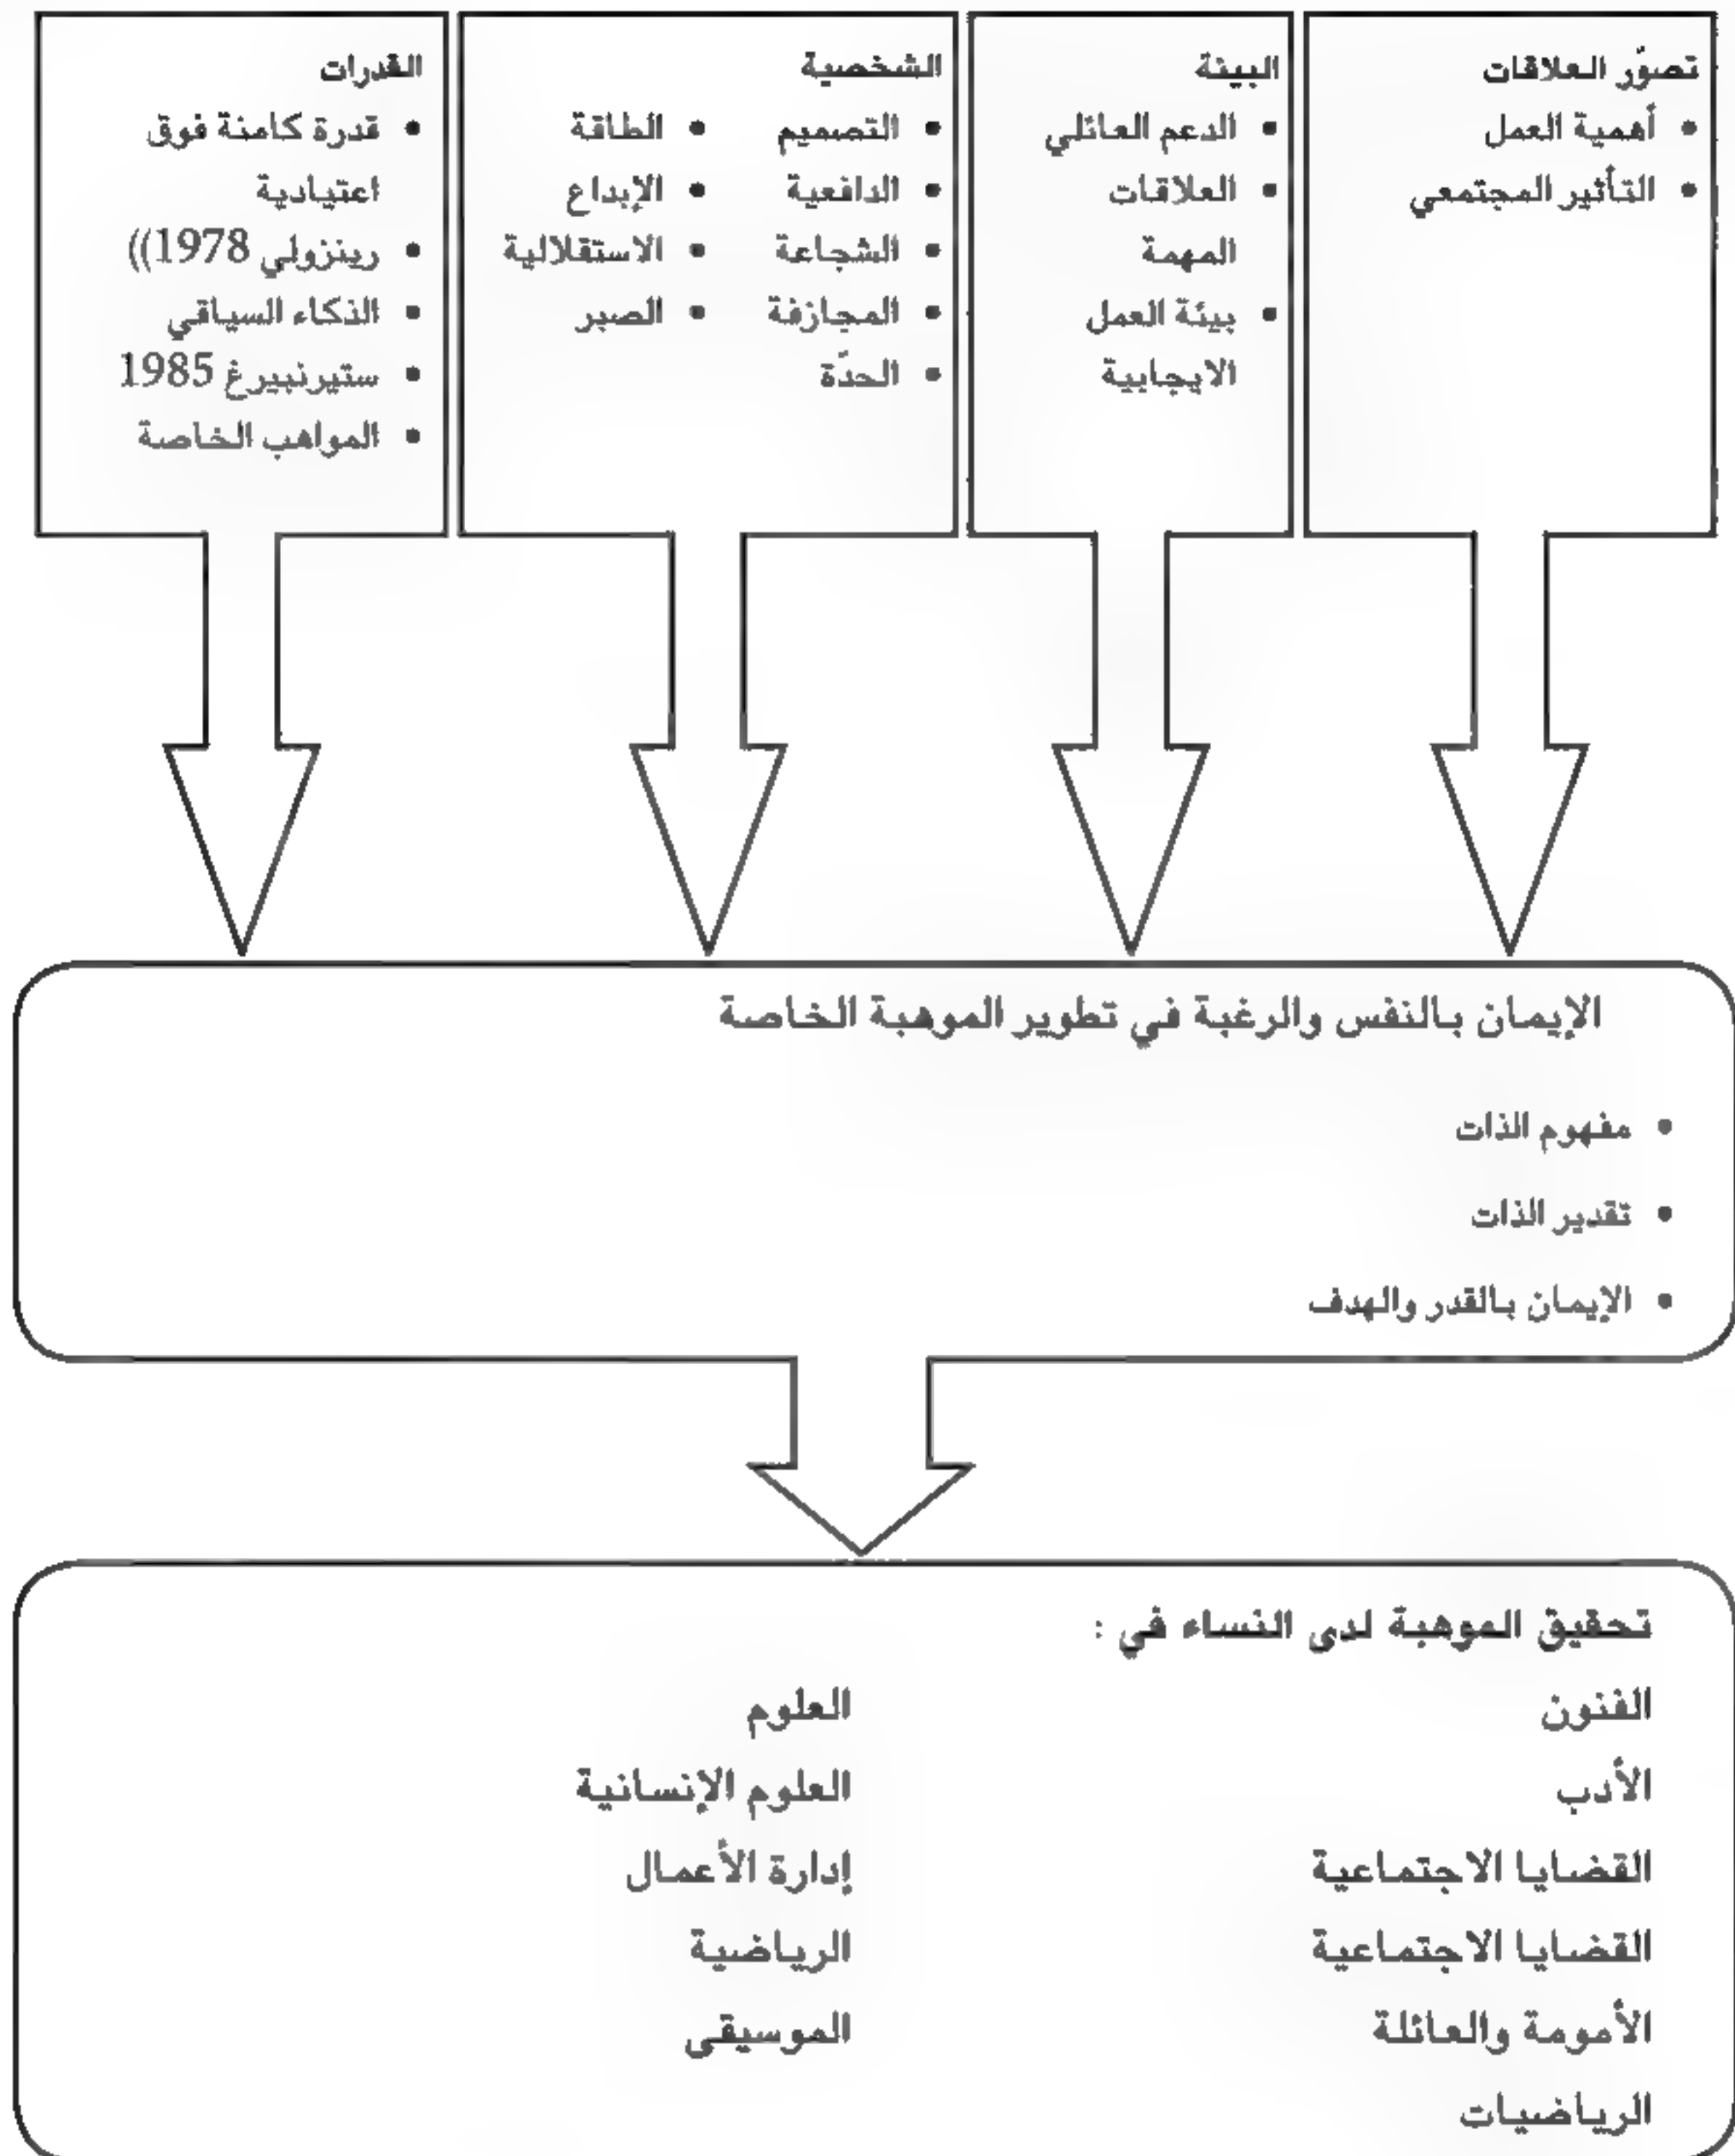 تصوّر العلاقات
• أهمية العمل
• التأثير المجتمعي
البيئة
• الدعم العائلي
• العلاقات
المهمة
• بيئة العمل
الايجابية
الشخصية
• التصميم • الطاقة
• الدافعية • الإبداع
• الشجاعة • الاستقلالية
• المجازفة • الصبر
• الحدّة
القدرات
• قدرة كامنة فوق
اعتيادية
• رينزولي 1978))
• الذكاء السياقي
• ستيرنبيرغ 1985
• المواهب الخاصة
الإيمان بالنفس والرغبة في تطوير الموهبة الخاصة
• مفهوم الذات
• تقدير الذات
• الإيمان بالقدر والهدف
تحقيق الموهبة لدى النساء في :
الفنون العلوم
الأدب العلوم الإنسانية
القضايا الاجتماعية إدارة الأعمال
القضايا الاجتماعية الرياضية
الأمومة والعائلة الموسيقى
الرياضيات